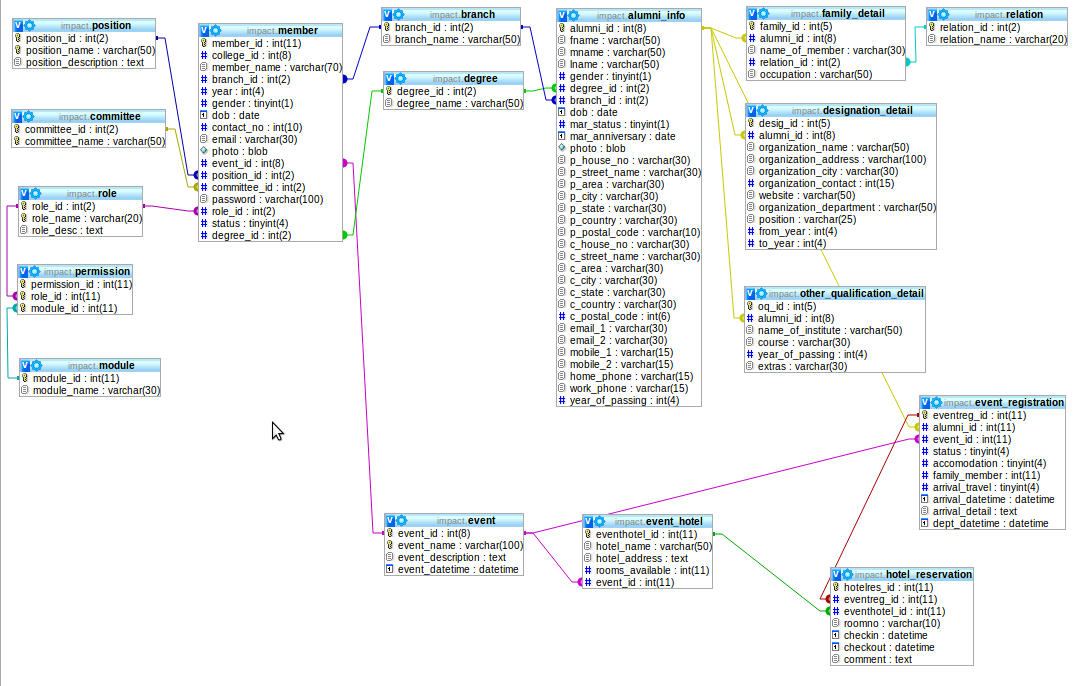 impact.position
position_id : int(2)
position_name : varchar(50)
position_description : text
impact.committee
committee_id : int(2)
committee_name : varchar(50)
impact.role
role_id : int(2)
role_name : varchar(20)
role_desc : text
impact.permission
permission_id : int(11)
role_id : int(11)
module_id : int(11)
impact.module
module_id : int(11)
module_name : varchar(30)
impact.member
member_id : int(11)
college_id : int(8)
member_name : varchar(70)
branch_id : int(2)
year : int(4)
gender : tinyint(1)
dob : date
contact_no : int(10)
email : varchar(30)
photo : blob
event_id : int(8)
position_id : int(2)
committee_id : int(2)
password : varchar(100)
role_id : int(2)
status : tinyint(4)
degree_id : int(2)
impact.branch
branch_id : int(2)
branch_name : varchar(50)
impact.degree
degree_id : int(2)
degree_name : varchar(50)
impact.alumni_info
alumni_id : int(8)
fname : varchar(50)
mname : varchar(50)
lname : varchar(50)
gender : tinyint(1)
degree_id : int(2)
branch_id : int(2)
dob : date
mar_status : tinyint(1)
mar_anniversary : date
photo : blob
p_house_no : varchar(30)
p_street_name : varchar(30)
p_area : varchar(30)
p_city : varchar(30)
p_state : varchar(30)
p_country : varchar(30)
p_postal_code : varchar(10)
c_house_no : varchar(30)
c_street_name : varchar(30)
c_area : varchar(30)
c_city : varchar(30)
c_state : varchar(30)
c_country : varchar(30)
c_postal_code : int(6)
email_1 : varchar(30)
email_2 : varchar(30)
mobile_1 : varchar(15)
mobile_2 : varchar(15)
home_phone : varchar(15)
work_phone : varchar(15)
year_of_passing : int(4)
impact.family_detail
family_id : int(5)
alumni_id : int(8)
name_of_member : varchar(30)
relation_id : int(2)
occupation : varchar(50)
impact.relation
relation_id : int(2)
relation_name : varchar(20)
impact.designation_detail
desig_id : int(5)
alumni_id : int(8)
organization_name : varchar(50)
organization_address : varchar(100)
organization_city : varchar(30)
organization_contact : int(15)
website : varchar(50)
organization_department : varchar(50)
position : varchar(25)
from_year : int(4)
to_year : int(4)
impact.other_qualification_detail
oq_id : int(5)
alumni_id : int(8)
name_of_institute : varchar(50)
course : varchar(30)
year_of_passing : int(4)
extras : varchar(30)
impact.event_registration
eventreg_id : int(11)
alumni_id : int(11)
event_id : int(11)
status : tinyint(4)
accomodation : tinyint(4)
family_member : int(11)
arrival_travel : tinyint(4)
arrival_datetime : datetime
arrival_detail : text
dept_datetime : datetime
impact.event
event_id : int(8)
event_name : varchar(100)
event_description : text
event_datetime : datetime
impact.event_hotel
eventhotel_id : int(11)
hotel_name : varchar(50)
hotel_address : text
rooms_available : int(11)
event_id : int(11)
impact.hotel_reservation
hotelres_id : int(11)
eventreg_id : int(11)
eventhotel_id : int(11)
roomno : varchar(10)
checkin : datetime
checkout : datetime
comment : text